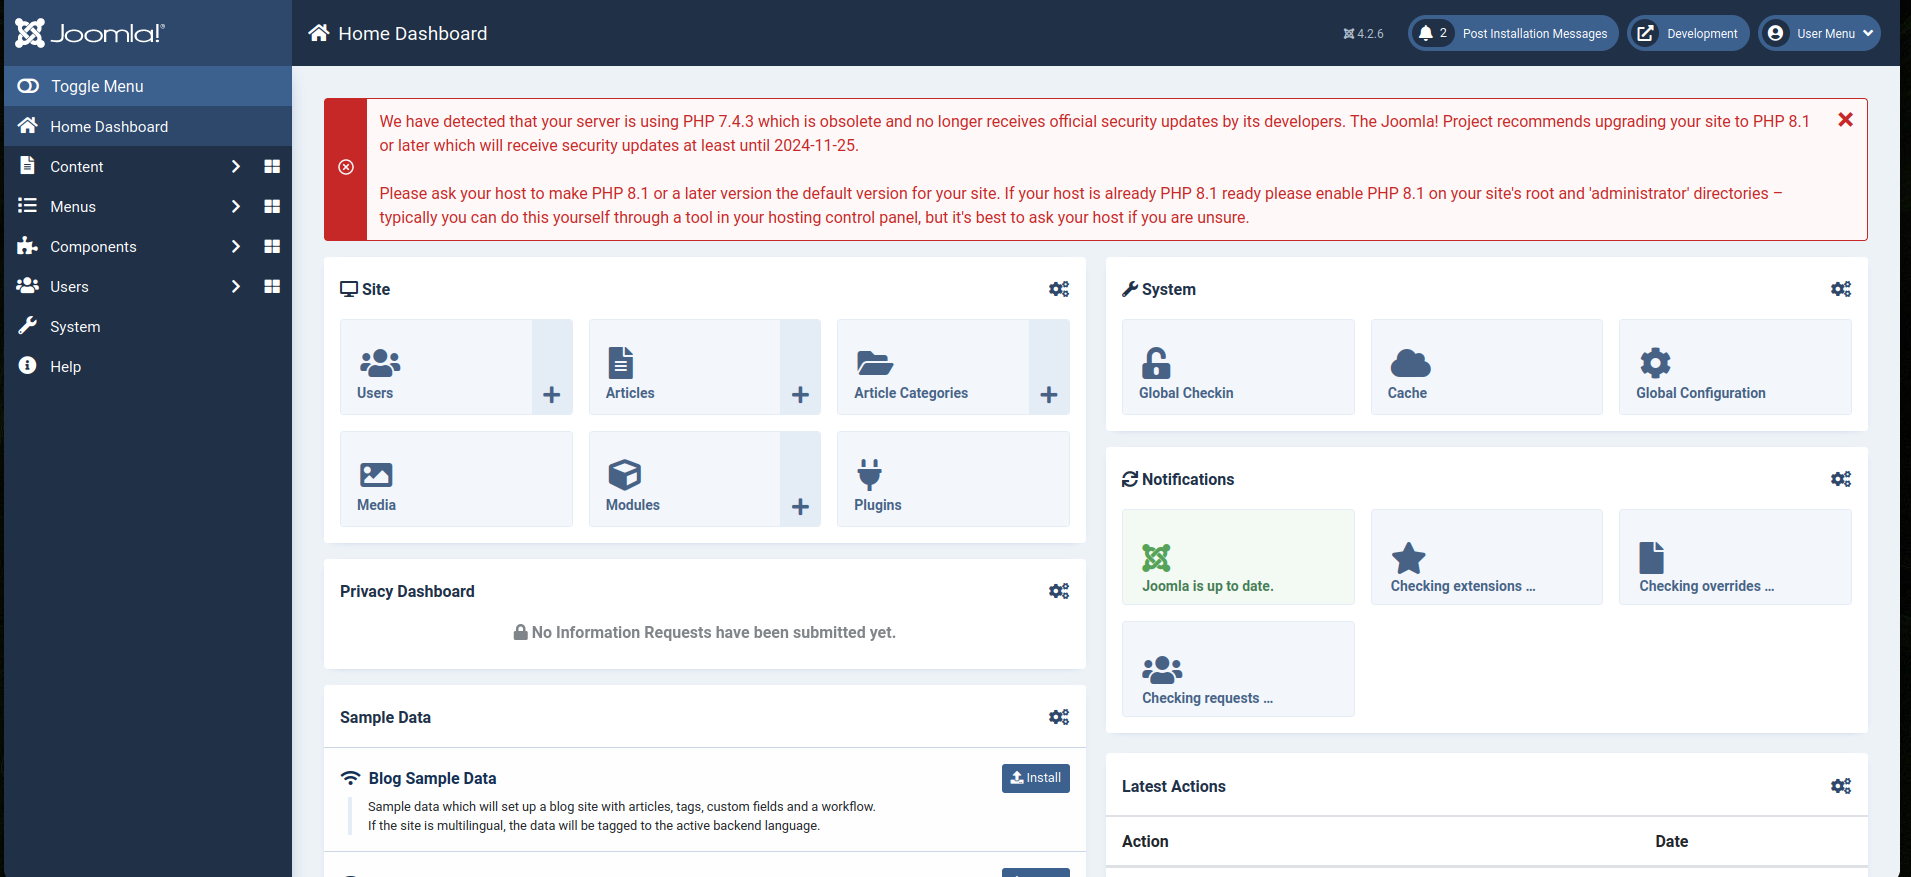 Joomla!®
Home Dashboard
4.2.6
2
Post Installation Messages
Development
User Menu
Toggle Menu
Home Dashboard
Content
Menus
Components
Users
System
Help
We have detected that your server is using PHP 7.4.3 which is obsolete and no longer receives official security updates by its developers. The Joomla! Project recommends upgrading your site to PHP 8.1
or later which will receive security updates at least until 2024-11-25.
Please ask your host to make PHP 8.1 or a later version the default version for your site. If your host is already PHP 8.1 ready please enable PHP 8.1 on your site's root and 'administrator' directories –
typically you can do this yourself through a tool in your hosting control panel, but it's best to ask your host if you are unsure.
Site
Users
Articles
Article Categories
Media
Modules
Plugins
Privacy Dashboard
No Information Requests have been submitted yet.
Sample Data
Blog Sample Data
Install
Sample data which will set up a blog site with articles, tags, custom fields and a workflow.
If the site is multilingual, the data will be tagged to the active backend language.
System
Global Checkin
Cache
Global Configuration
Notifications
Joomla is up to date.
Checking extensions ...
Checking overrides ...
Checking requests ...
Latest Actions
Action
Date